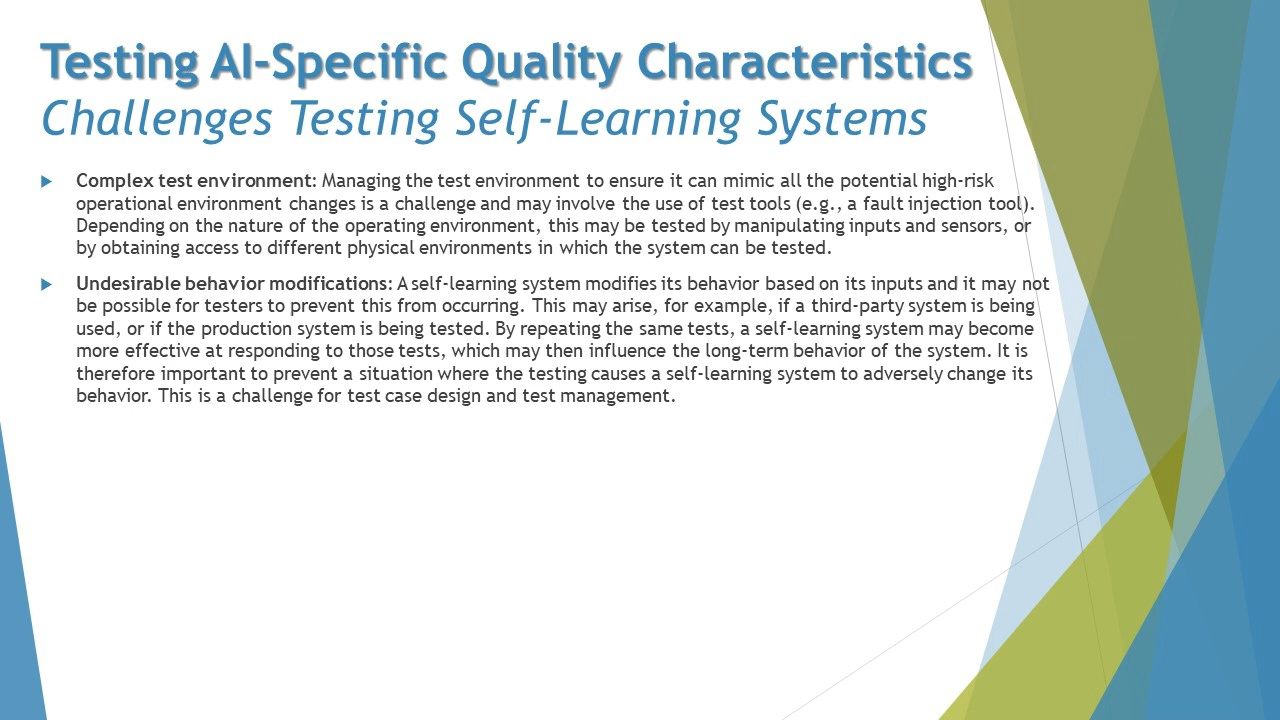 Testing AI-Specific Quality Characteristics
Challenges Testing Self-Learning Systems
Complex test environment: Managing the test environment to ensure it can mimic all the potential high-risk
operational environment changes is a challenge and may involve the use of test tools (e.g., a fault injection tool).
Depending on the nature of the operating environment, this may be tested by manipulating inputs and sensors, or
by obtaining access to different physical environments in which the system can be tested.
Undesirable behavior modifications: A self-learning system modifies its behavior based on its inputs and it may not
be possible for testers to prevent this from occurring. This may arise, for example, if a third-party system is being
used, or if the production system is being tested. By repeating the same tests, a self-learning system may become
more effective at responding to those tests, which may then influence the long-term behavior of the system. It is
therefore important to prevent a situation where the testing causes a self-learning system to adversely change its
behavior. This is a challenge for test case design and test management.